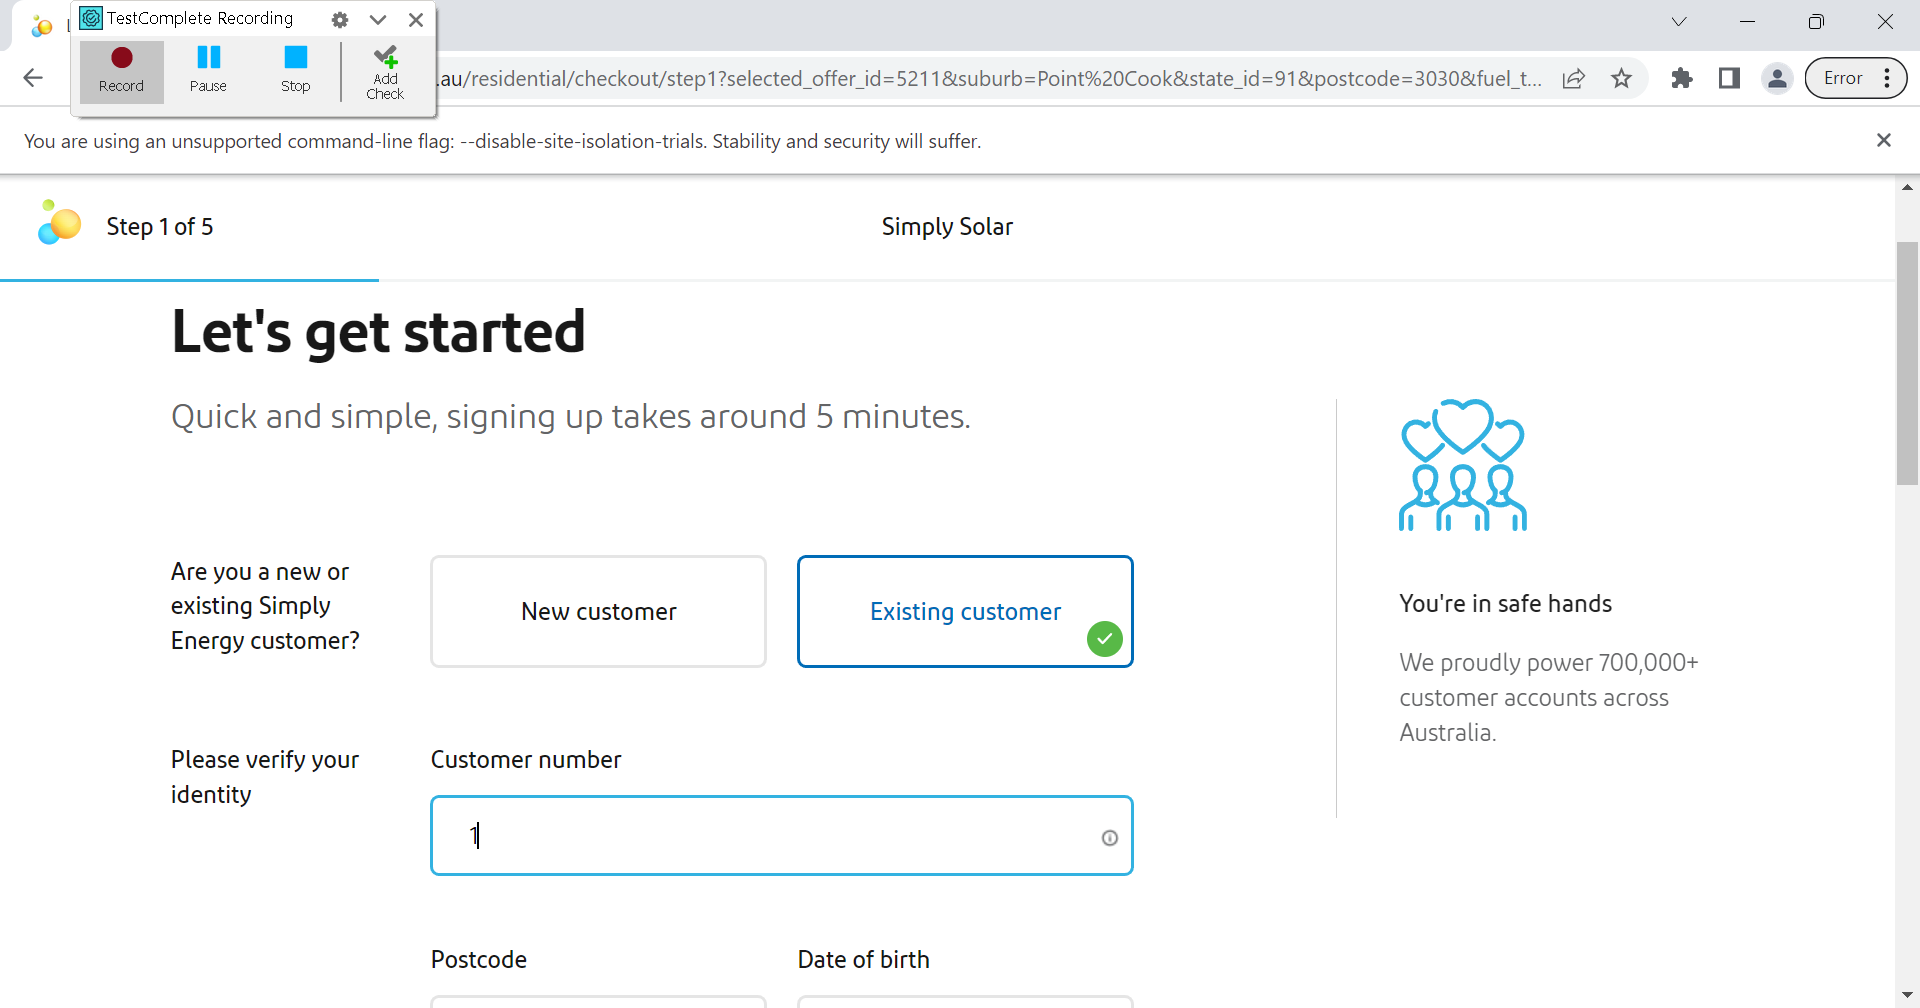 TestComplete Recording
Record
Pause
Stop
Add
Check
.au/residential/checkout/step1?selected_offer_id=5211&suburb=Point%20Cook&state_id=91&postcode=3030&fuel_t...
Error
You are using an unsupported command-line flag: --disable-site-isolation-trials. Stability and security will suffer.
Step 1 of 5
Simply Solar
Let's get started
Quick and simple, signing up takes around 5 minutes.
Are you a new or
existing Simply
Energy customer?
New customer
Existing customer
You're in safe hands
We proudly power 700,000+
customer accounts across
Australia.
Please verify your
identity
Customer number
1
Postcode
Date of birth